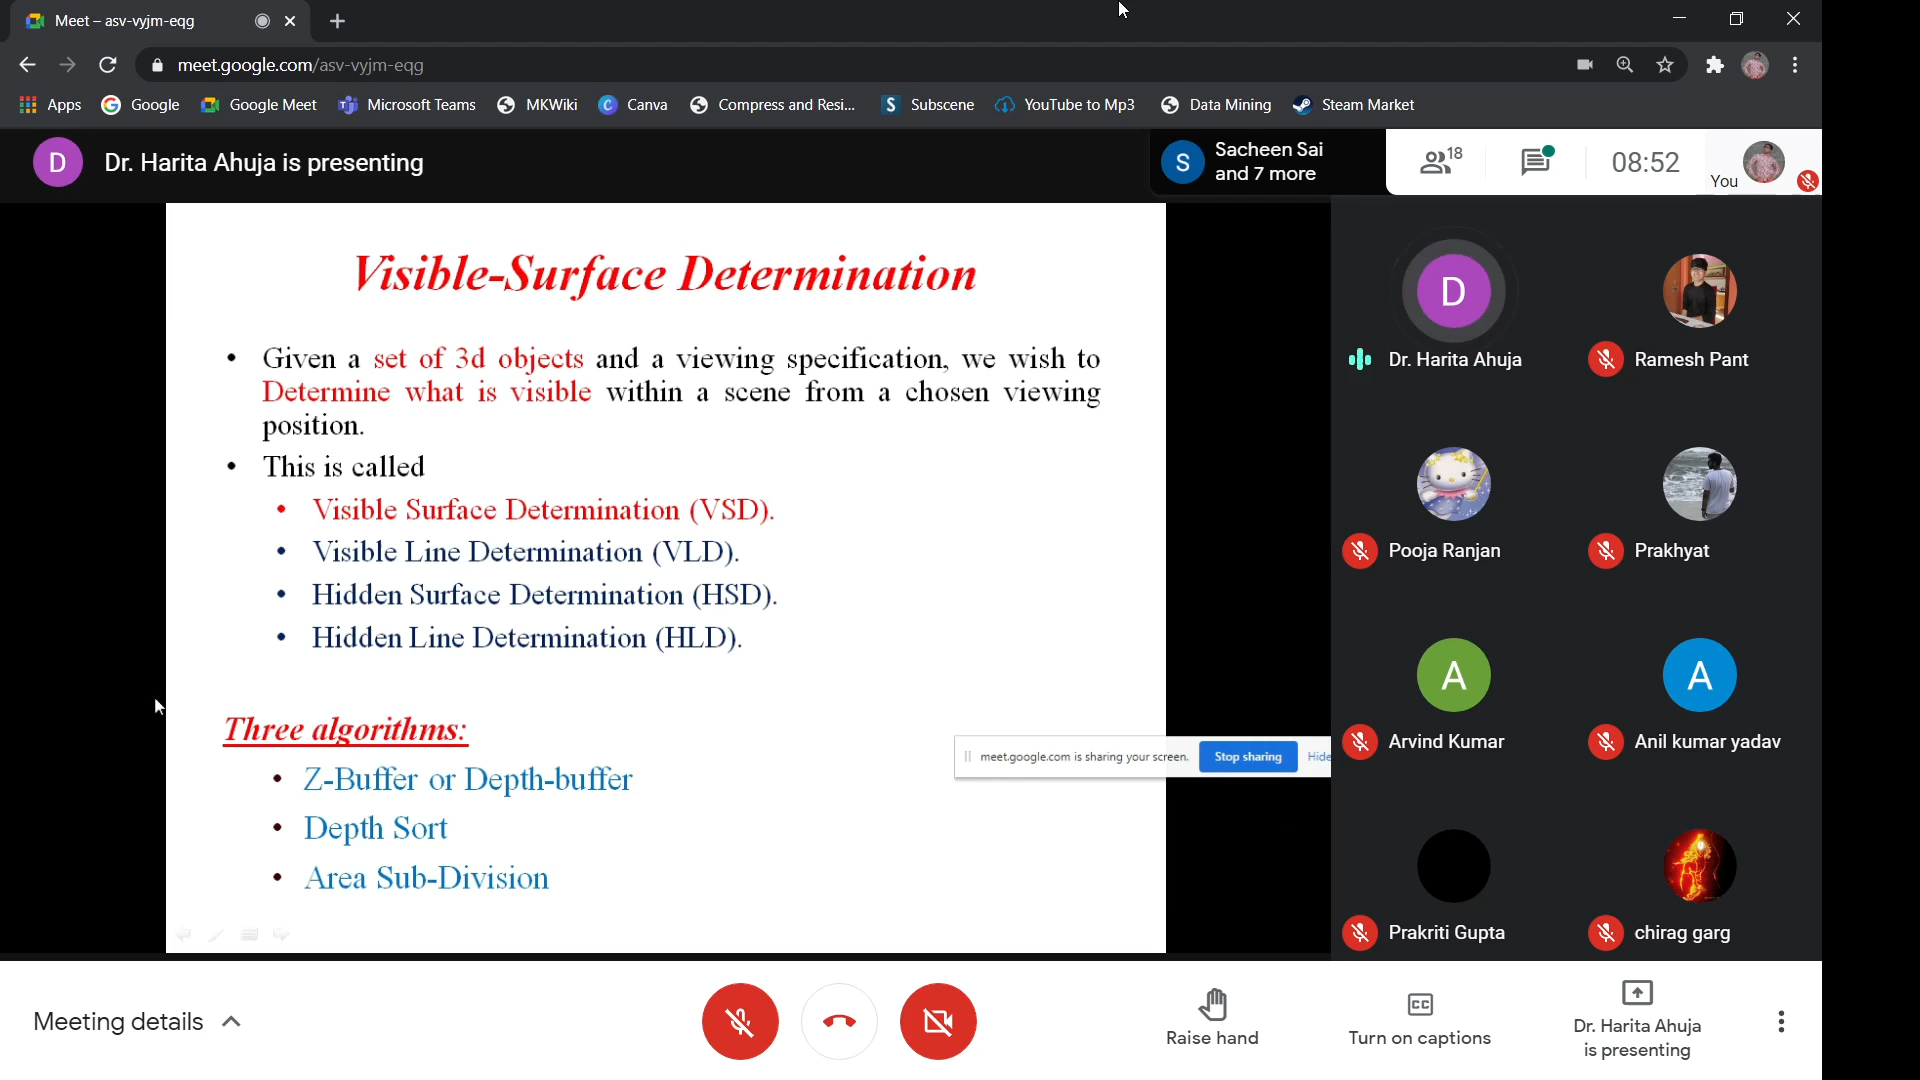 Meet – asv-vyjm-eqg
meet.google.com/asv-vyjm-eqg
Apps Google Google Meet Microsoft Teams MKWiki Canva Compress and Resi... Subscene YouTube to Mp3 Data Mining Steam Market
D Dr. Harita Ahuja is presenting
S Sacheen Sai
and 7 more
18
08:52
You
Visible-Surface Determination
• Given a set of 3d objects and a viewing specification, we wish to
Determine what is visible within a scene from a chosen viewing
position.
• This is called
• Visible Surface Determination (VSD).
• Visible Line Determination (VLD).
• Hidden Surface Determination (HSD).
• Hidden Line Determination (HLD).
Three algorithms:
• Z-Buffer or Depth-buffer
• Depth Sort
• Area Sub-Division
meet.google.com is sharing your screen. Stop sharing Hide
D
Dr. Harita Ahuja Ramesh Pant
Pooja Ranjan Prakhyat
A A
Arvind Kumar Anil kumar yadav
Prakriti Gupta chirag garg
Meeting details
Raise hand
CC
Turn on captions
Dr. Harita Ahuja
is presenting